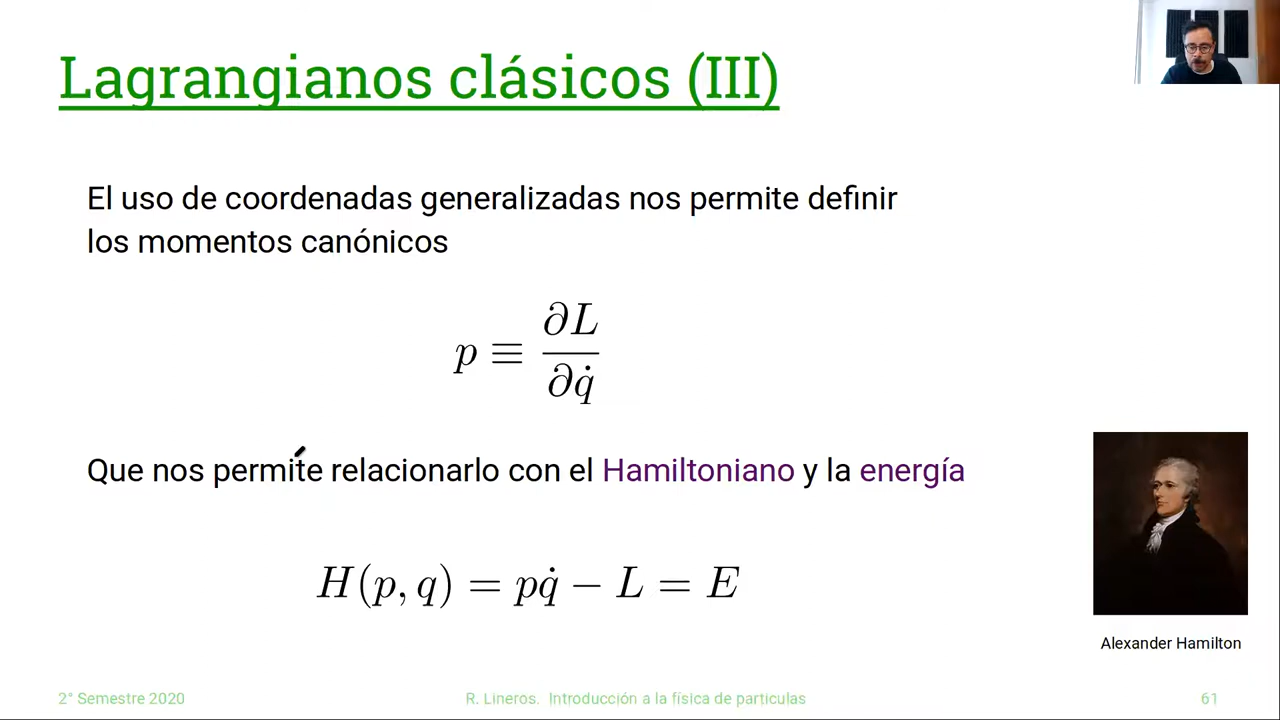 Lagrangianos clásicos (III)
El uso de coordenadas generalizadas nos permite definir
los momentos canónicos
p ≡ ∂L/∂q̇
Que nos permite relacionarlo con el Hamiltoniano y la energía
H(p, q) = pq̇ − L = E
Alexander Hamilton
2° Semestre 2020
R. Lineros. Introducción a la física de particulas
61